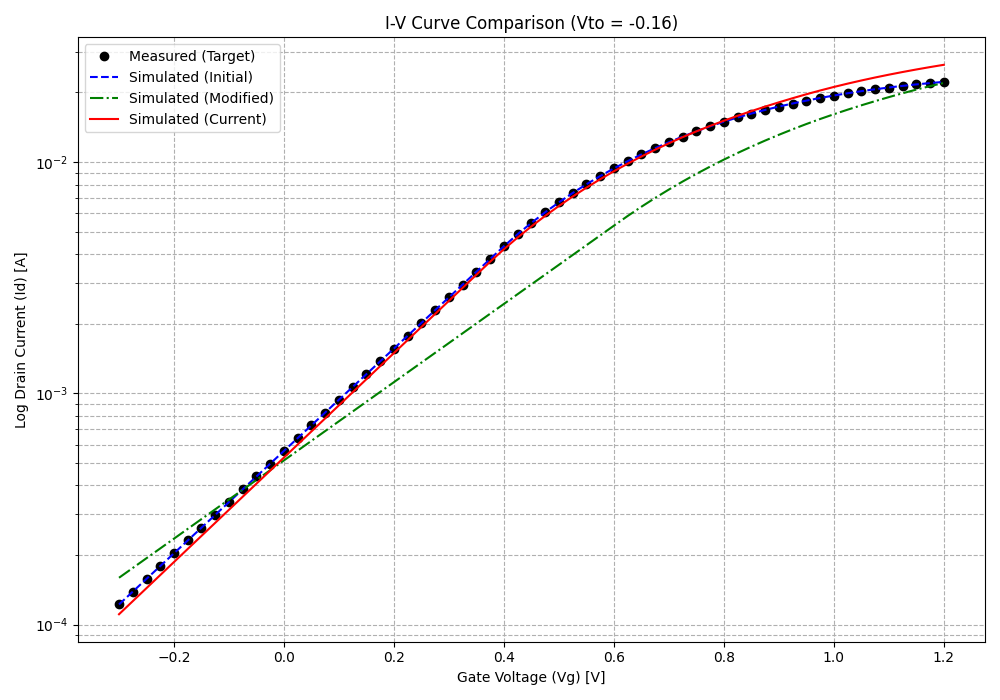 I-V Curve Comparison (Vto = -0.16)
Measured (Target)
Simulated (Initial)
Simulated (Modified)
Simulated (Current)
Log Drain Current (Id) [A]
10⁻²
10⁻³
10⁻⁴
−0.2 0.0 0.2 0.4 0.6 0.8 1.0 1.2
Gate Voltage (Vg) [V]